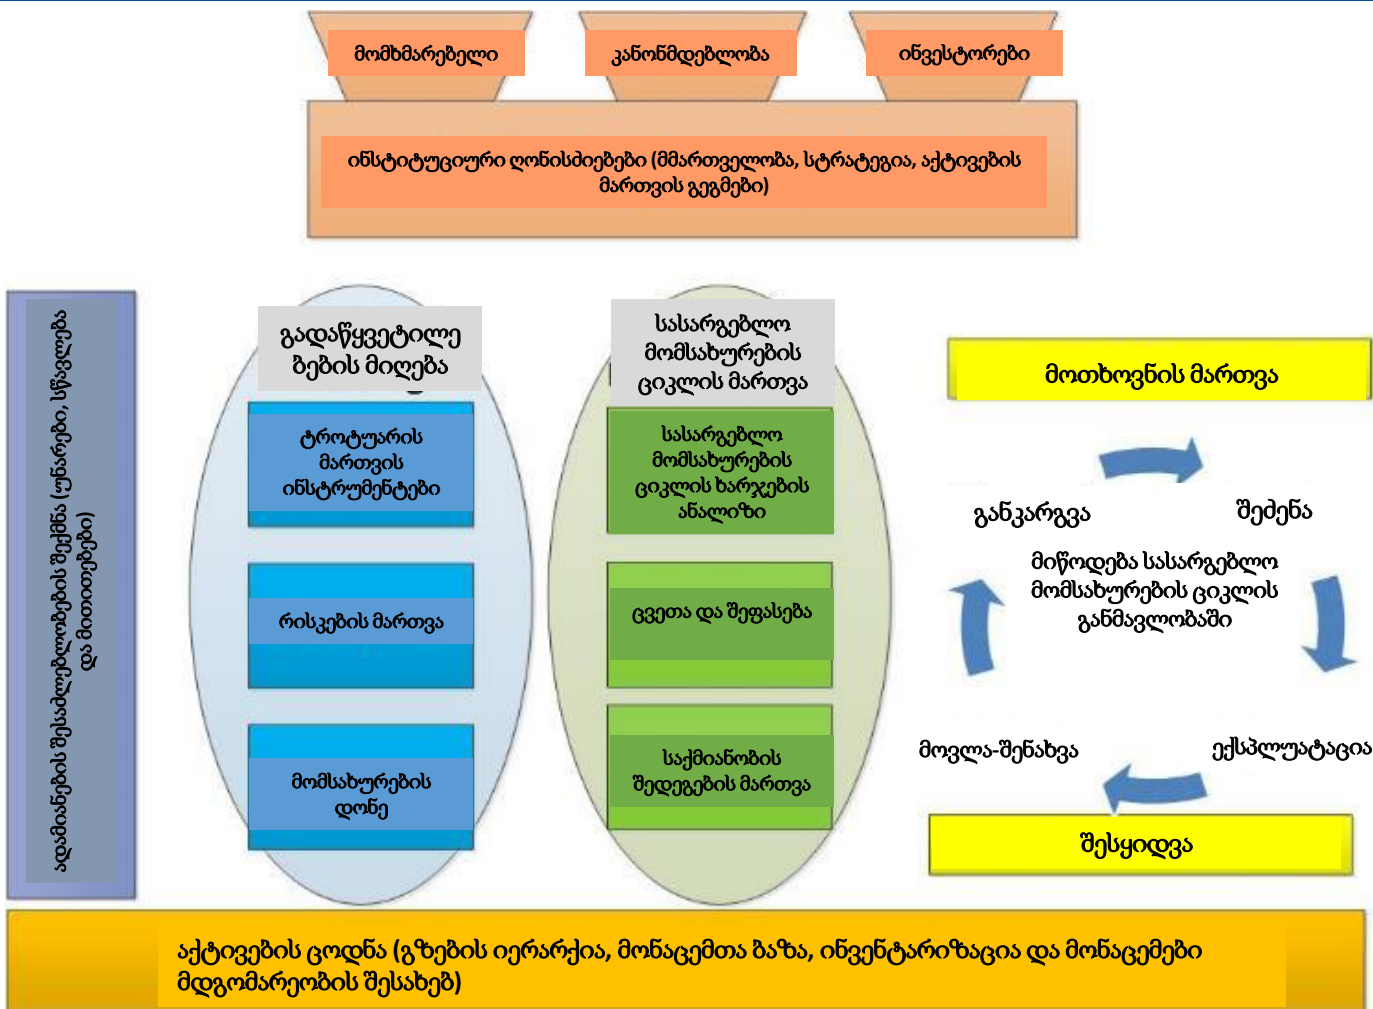 მომხმარებელი
კანონმდებლობა
ინვესტორები
ინსტიტუციური ღონისძიებები (მმართველობა, სტრატეგია, აქტივების
მართვის გეგმები)
ადამიანების შესაძლებლობების შექმნა (უნარები, სწავლება
და მითითებები)
გადაწყვეტილე
ბების მიღება
ტროტუარის
მართვის
ინსტრუმენტები
რისკების მართვა
მომსახურების
დონე
სასარგებლო
მომსახურების
ციკლის მართვა
სასარგებლო
მომსახურების
ციკლის ხარჯების
ანალიზი
ცვეთა და შეფასება
საქმიანობის
შედეგების მართვა
მოთხოვნის მართვა
განკარგვა
შეძენა
მიწოდება სასარგებლო
მომსახურების ციკლის
განმავლობაში
მოვლა-შენახვა
ექსპლუატაცია
შესყიდვა
აქტივების ცოდნა (გზების იერარქია, მონაცემთა ბაზა, ინვენტარიზაცია და მონაცემები
მდგომარეობის შესახებ)